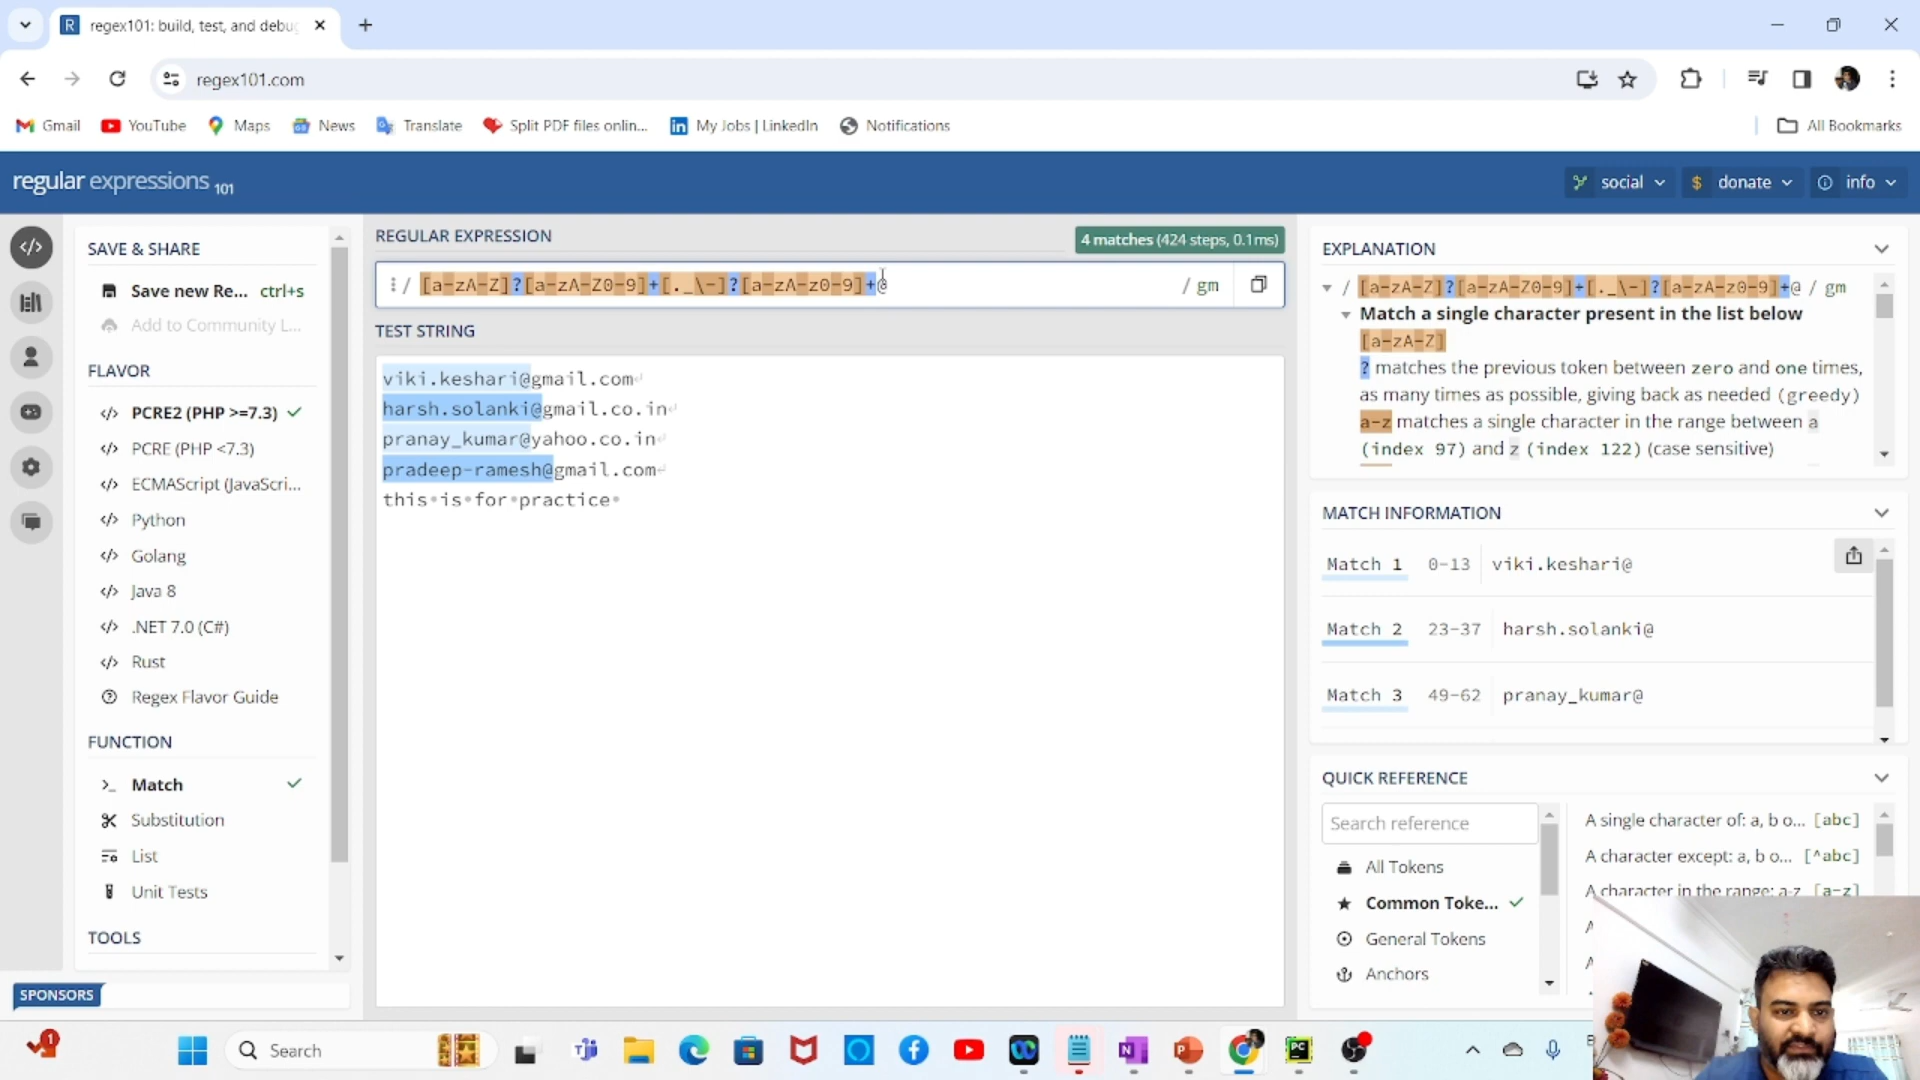 regex101: build, test, and debu
regex101.com
Gmail YouTube Maps News Translate Split PDF files onlin... My Jobs | LinkedIn Notifications All Bookmarks
regular expressions 101 social $ donate info
SAVE & SHARE
Save new Re... ctrl+s
Add to Community L...
FLAVOR
PCRE2 (PHP >=7.3)
PCRE (PHP <7.3)
ECMAScript (JavaScri...
Python
Golang
Java 8
.NET 7.0 (C#)
Rust
Regex Flavor Guide
FUNCTION
Match
Substitution
List
Unit Tests
TOOLS
SPONSORS
REGULAR EXPRESSION
4 matches (424 steps, 0.1ms)
/ [a-zA-Z]?[a-zA-Z0-9]+[._\-]?[a-zA-z0-9]+@ / gm
TEST STRING
viki.keshari@gmail.com
harsh.solanki@gmail.co.in
pranay_kumar@yahoo.co.in
pradeep-ramesh@gmail.com
this is for practice
EXPLANATION
/ [a-zA-Z]?[a-zA-Z0-9]+[._\-]?[a-zA-z0-9]+@ / gm
Match a single character present in the list below
[a-zA-Z]
? matches the previous token between zero and one times,
as many times as possible, giving back as needed (greedy)
a-z matches a single character in the range between a
(index 97) and z (index 122) (case sensitive)
MATCH INFORMATION
Match 1 0-13 viki.keshari@
Match 2 23-37 harsh.solanki@
Match 3 49-62 pranay_kumar@
QUICK REFERENCE
Search reference
All Tokens
Common Toke...
General Tokens
Anchors
A single character of: a, b o... [abc]
A character except: a, b o... [^abc]
A character in the range: a-z [a-z]
A
A
A
1 Search